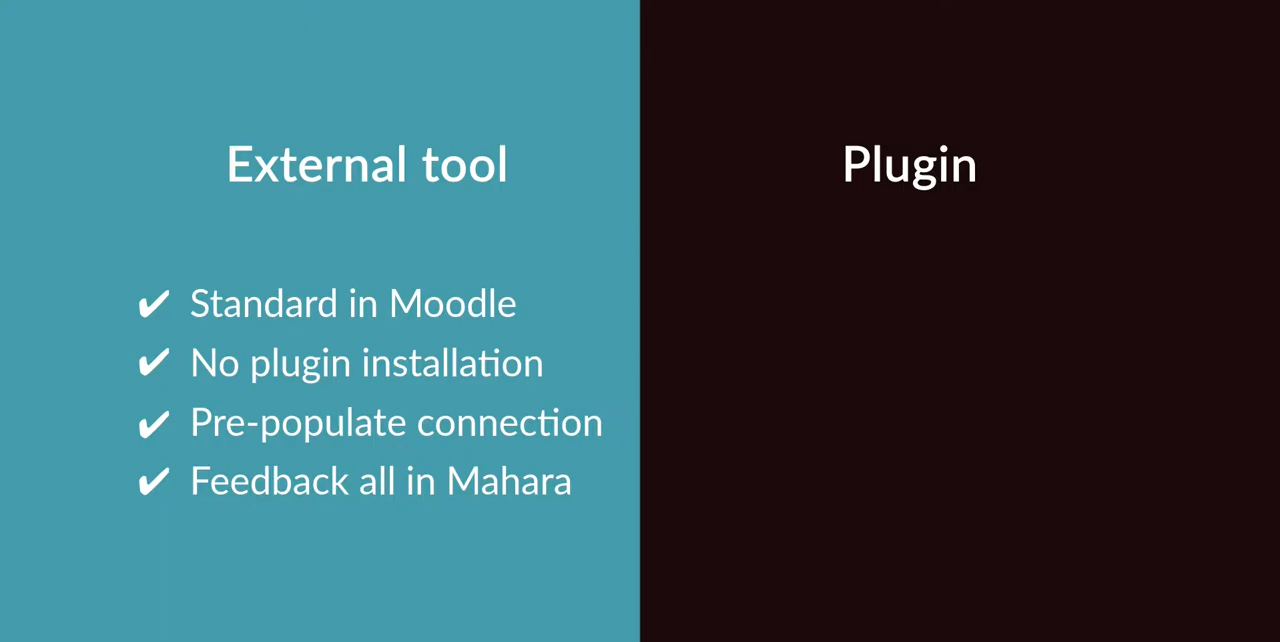 External tool
✔ Standard in Moodle
✔ No plugin installation
✔ Pre-populate connection
✔ Feedback all in Mahara
Plugin